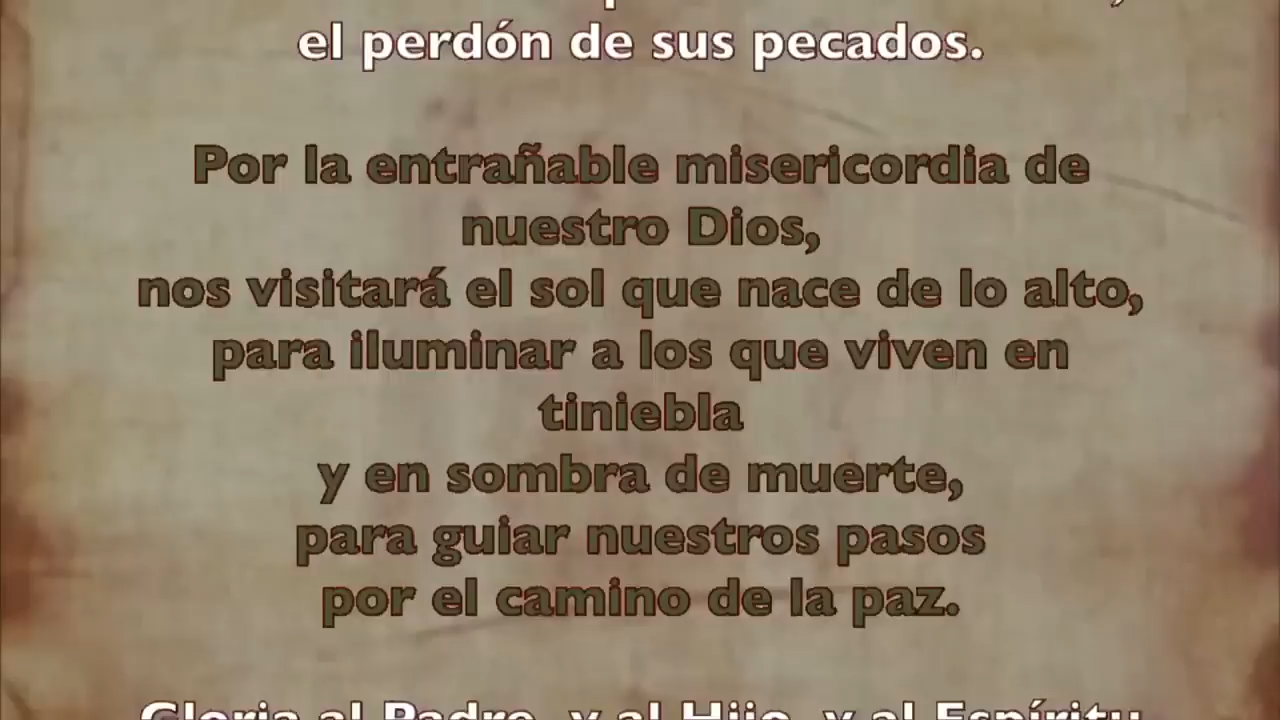 el perdón de sus pecados.
Por la entrañable misericordia de
nuestro Dios,
nos visitará el sol que nace de lo alto,
para iluminar a los que viven en
tiniebla
y en sombra de muerte,
para guiar nuestros pasos
por el camino de la paz.
Gloria al Padre, y al Hijo, y al Espíritu